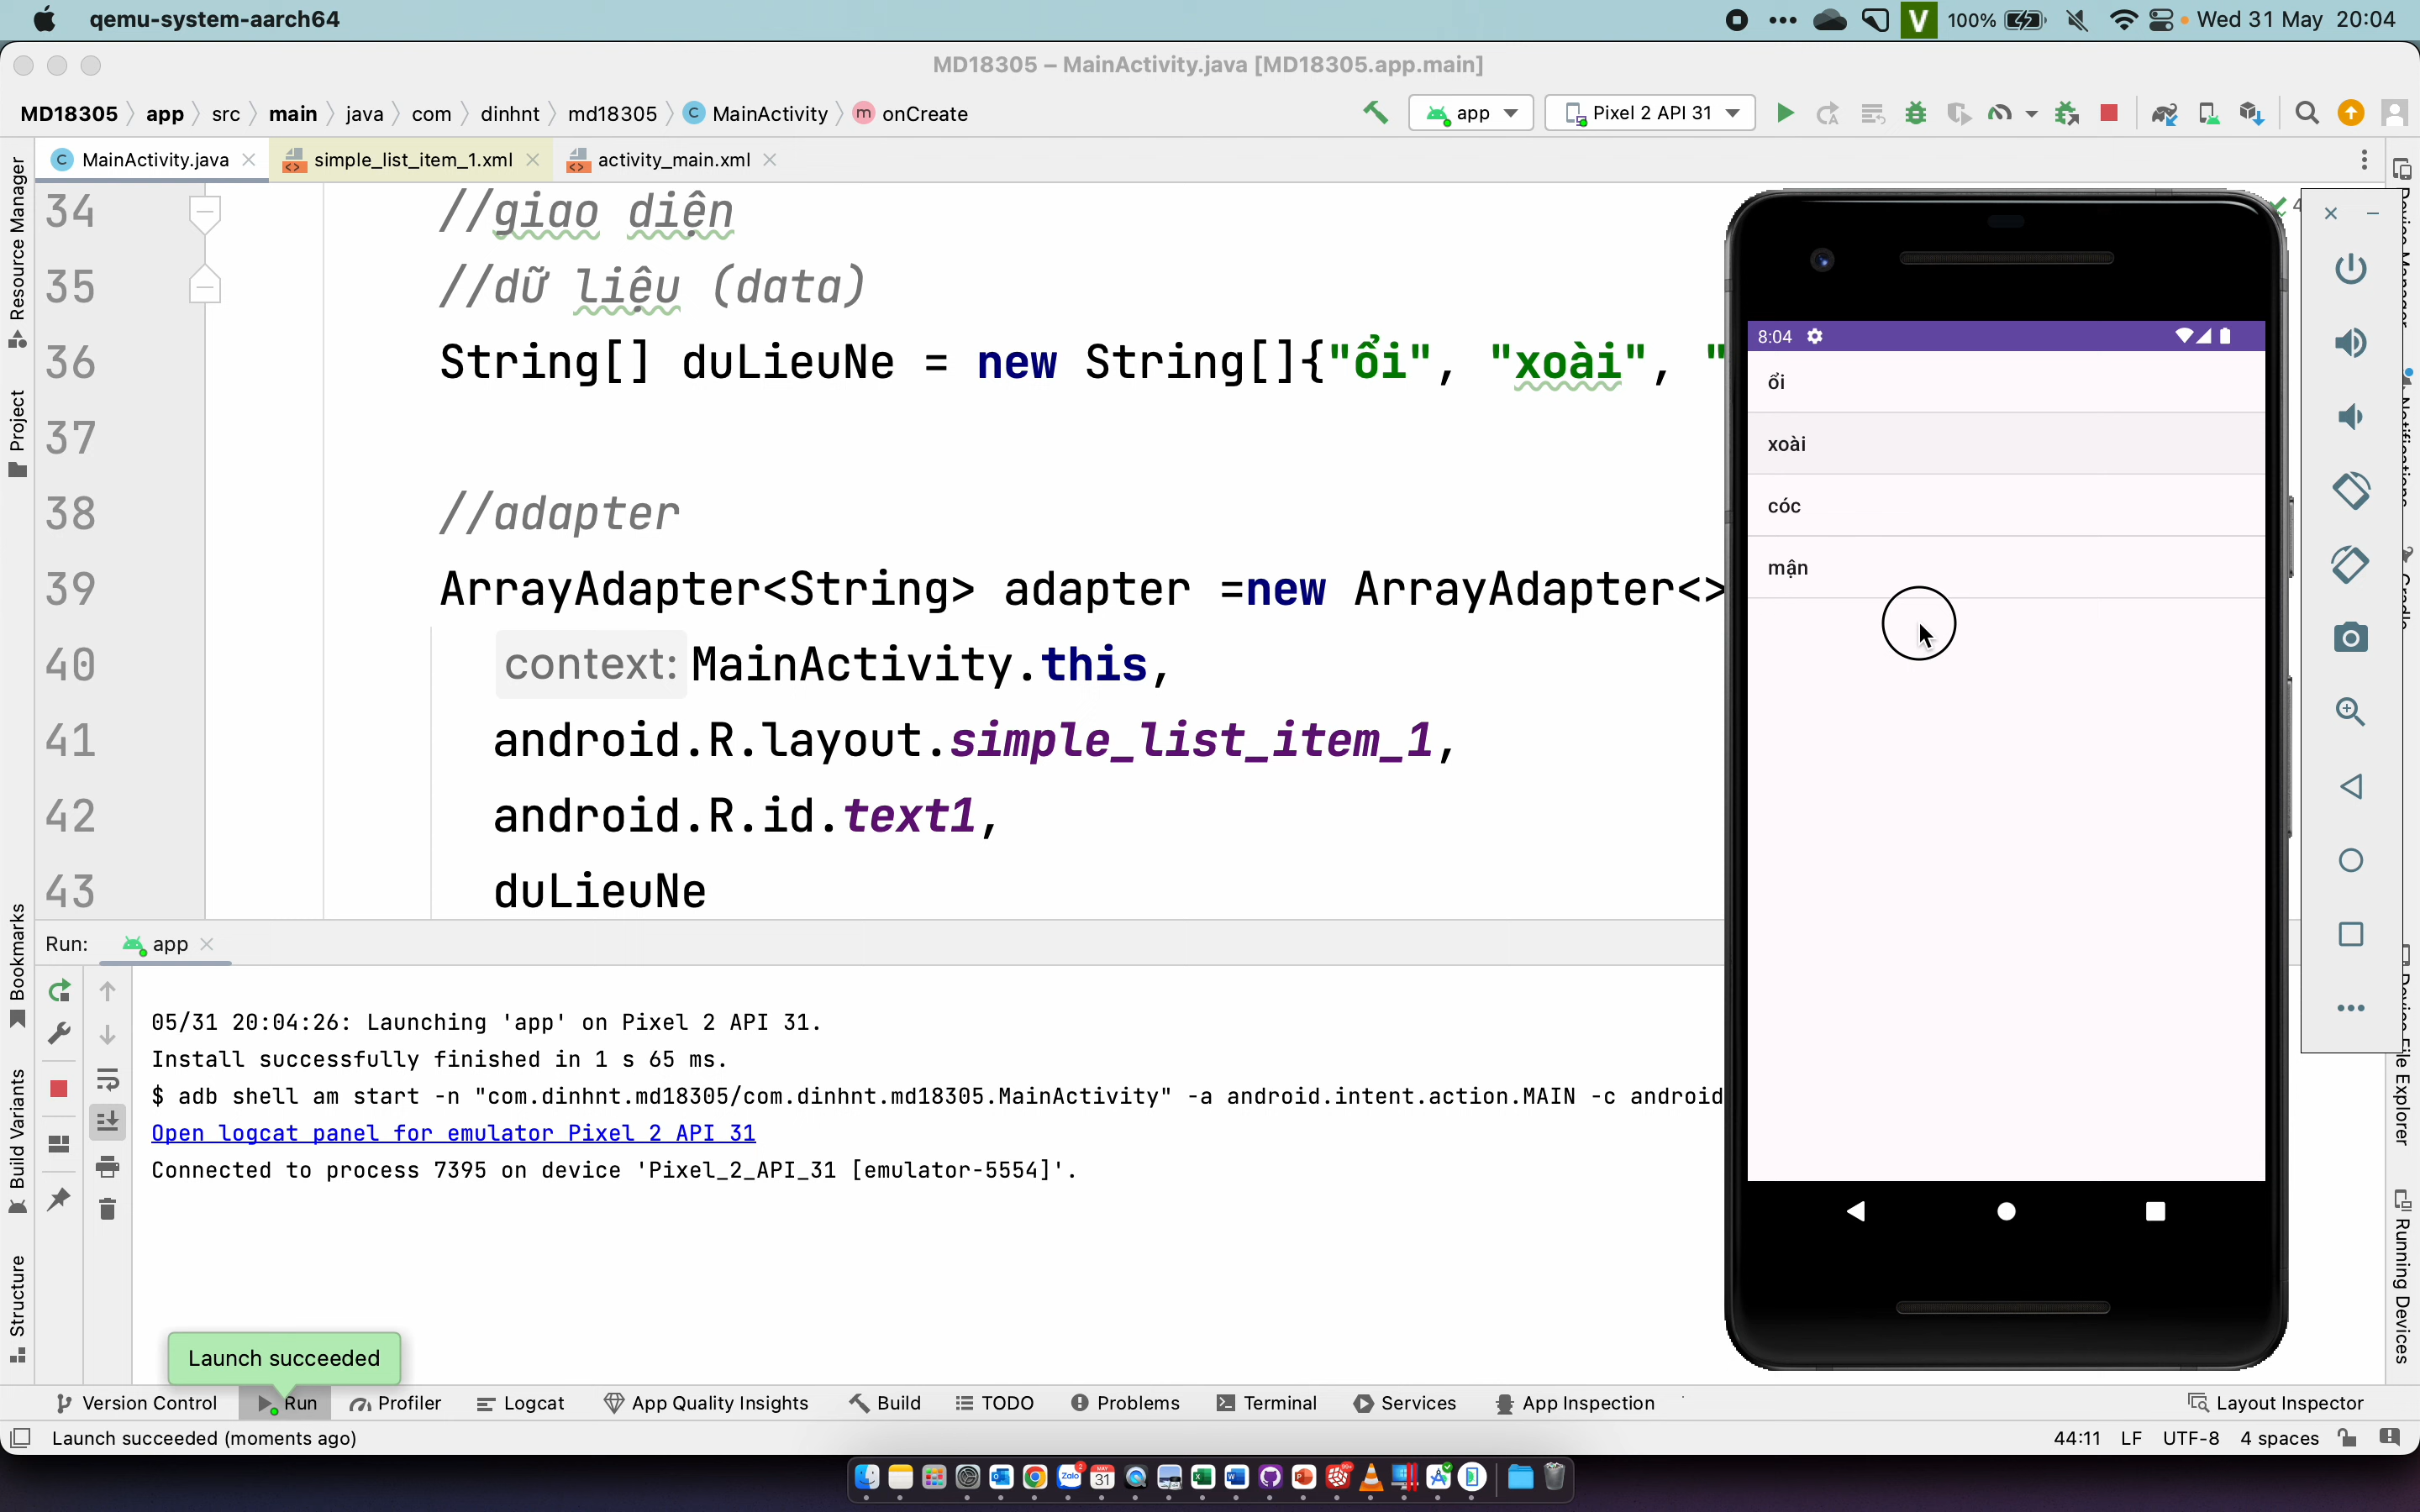 qemu-system-aarch64
V 100% Wed 31 May 20:04
MD18305 – MainActivity.java [MD18305.app.main]
MD18305 app src main java com dinhnt md18305 C MainActivity m onCreate
app Pixel 2 API 31
C MainActivity.java simple_list_item_1.xml activity_main.xml
34 //giao diện
35 //dữ liệu (data)
36 String[] duLieuNe = new String[]{"ổi", "xoài", "
37
38 //adapter
39 ArrayAdapter<String> adapter =new ArrayAdapter<>
40 context: MainActivity.this,
41 android.R.layout.simple_list_item_1,
42 android.R.id.text1,
43 duLieuNe
Resource Manager
Project
Bookmarks
Build Variants
Structure
8:04
ổi
xoài
cóc
mận
4
Running Devices
Run: app
05/31 20:04:26: Launching 'app' on Pixel 2 API 31.
Install successfully finished in 1 s 65 ms.
$ adb shell am start -n "com.dinhnt.md18305/com.dinhnt.md18305.MainActivity" -a android.intent.action.MAIN -c android
Open logcat panel for emulator Pixel 2 API 31
Connected to process 7395 on device 'Pixel_2_API_31 [emulator-5554]'.
Launch succeeded
Version Control Run Profiler Logcat App Quality Insights Build TODO Problems Terminal Services App Inspection Layout Inspector
Launch succeeded (moments ago)
44:11 LF UTF-8 4 spaces
Zalo 2 MAY 31